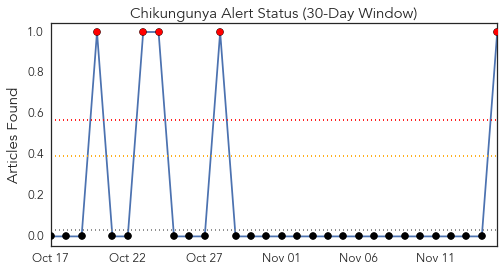 Chikungunya Alert Status (30-Day Window)
Articles Found
1.0
0.8
0.6
0.4
0.2
0.0
Oct 17 Oct 22 Oct 27 Nov 01 Nov 06 Nov 11